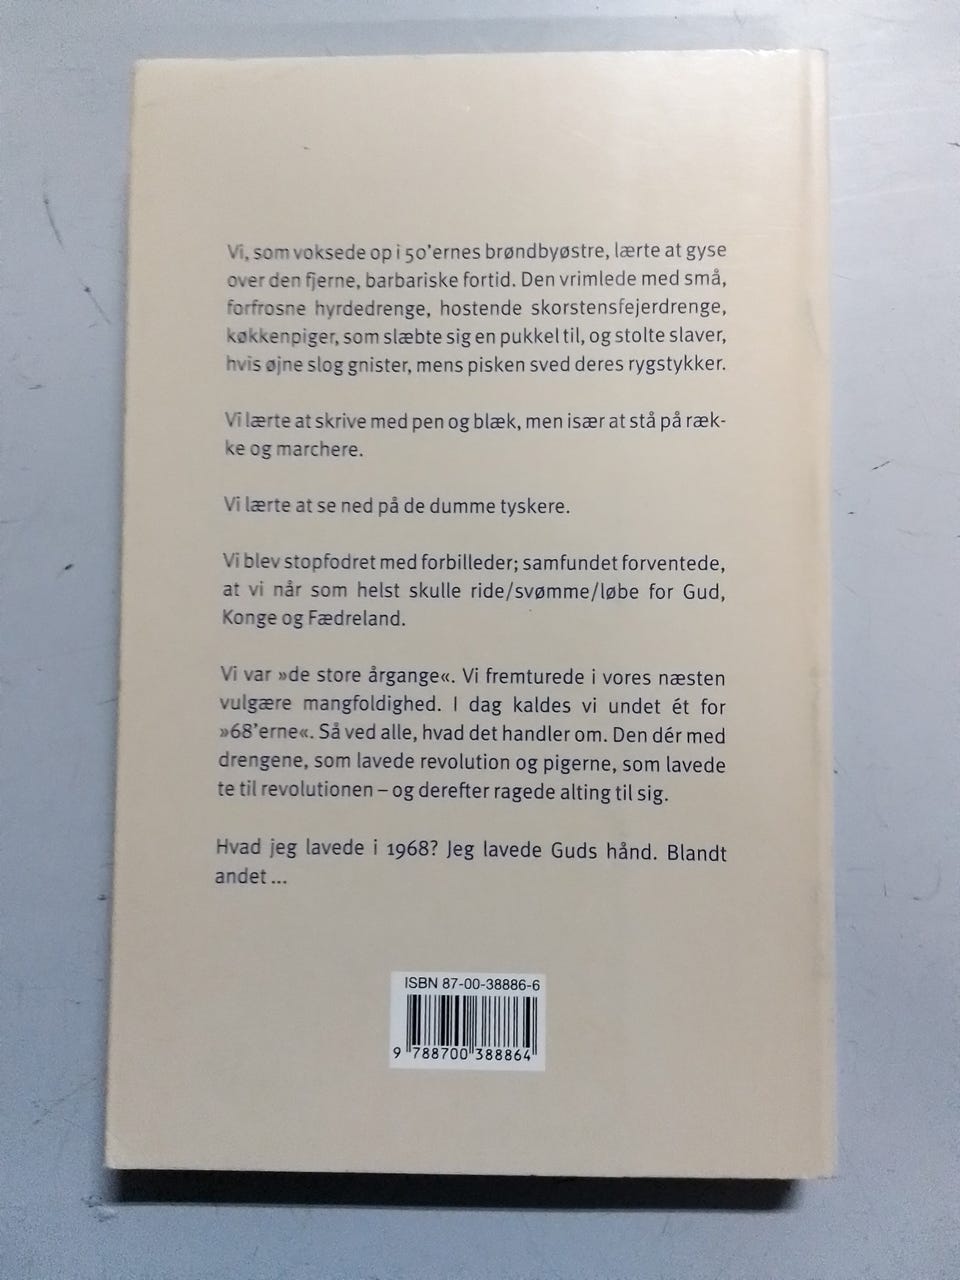 Vi, som voksede op i 50'ernes brøndbyøstre, lærte at gyse
over den fjerne, barbariske fortid. Den vrimlede med små,
forfrosne hyrdedrenge, hostende skorstensfejerdrenge,
køkkenpiger, som slæbte sig en pukkel til, og stolte slaver,
hvis øjne slog gnister, mens pisken sved deres rygstykker.
Vi lærte at skrive med pen og blæk, men især at stå på ræk-
ke og marchere.
Vi lærte at se ned på de dumme tyskere.
Vi blev stopfodret med forbilleder; samfundet forventede,
at vi når som helst skulle ride/svømme/løbe for Gud,
Konge og Fædreland.
Vi var »de store årgange«. Vi fremturede i vores næsten
vulgære mangfoldighed. I dag kaldes vi undet ét for
»68'erne«. Så ved alle, hvad det handler om. Den dér med
drengene, som lavede revolution og pigerne, som lavede
te til revolutionen – og derefter ragede alting til sig.
Hvad jeg lavede i 1968? Jeg lavede Guds hånd. Blandt
andet ...
ISBN 87-00-38886-6
9 788700 388864